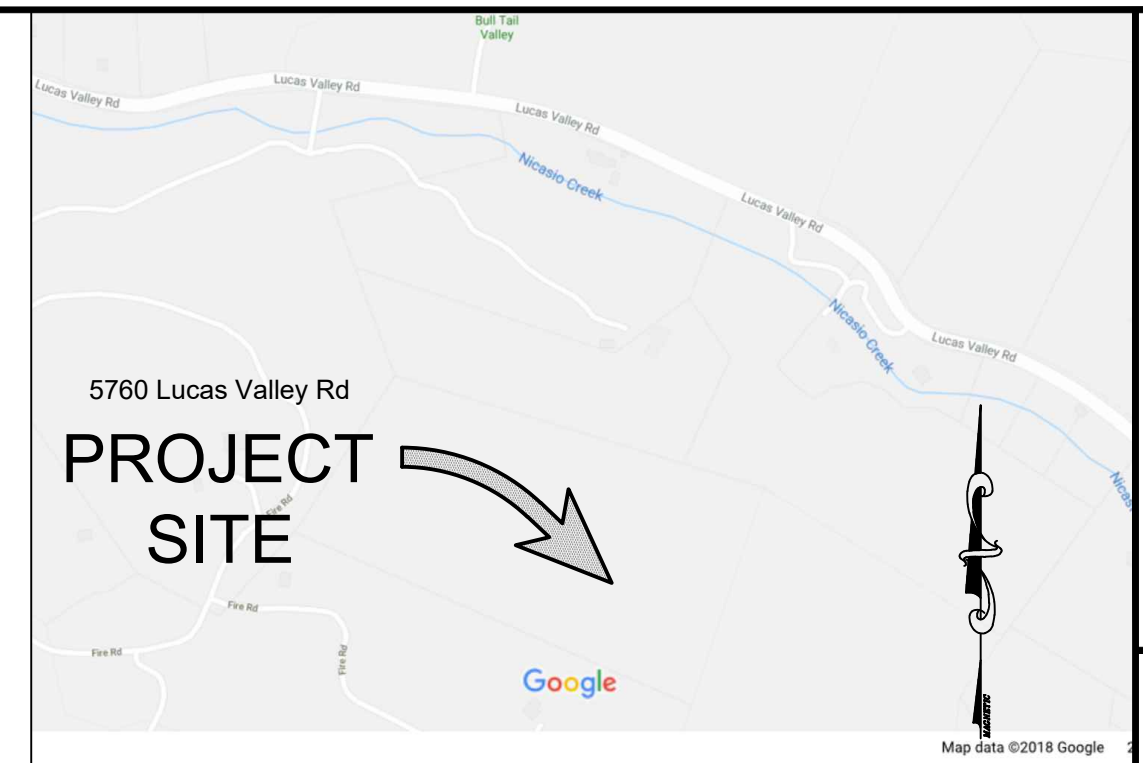 Bull Tail
Valley
Lucas Valley Rd
Lucas Valley Rd
Lucas Valley Rd
Nicasio Creek
Lucas Valley Rd
Nicasio Creek
Lucas Valley Rd
5760 Lucas Valley Rd
PROJECT
SITE
Fire Rd
Fire Rd
Fire Rd
Fire Rd
Nicas
Google
MAGNETIC
Map data ©2018 Google